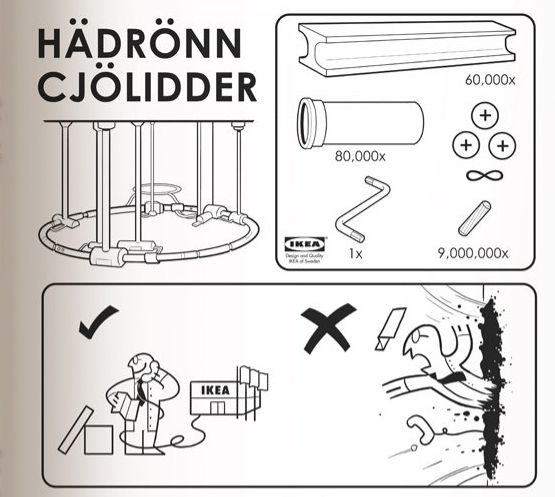 HÄDRÖNN
CJÖLIDDER
60,000x
80,000x
1x
9,000,000x
IKEA
Design and Quality
IKEA of Sweden
IKEA